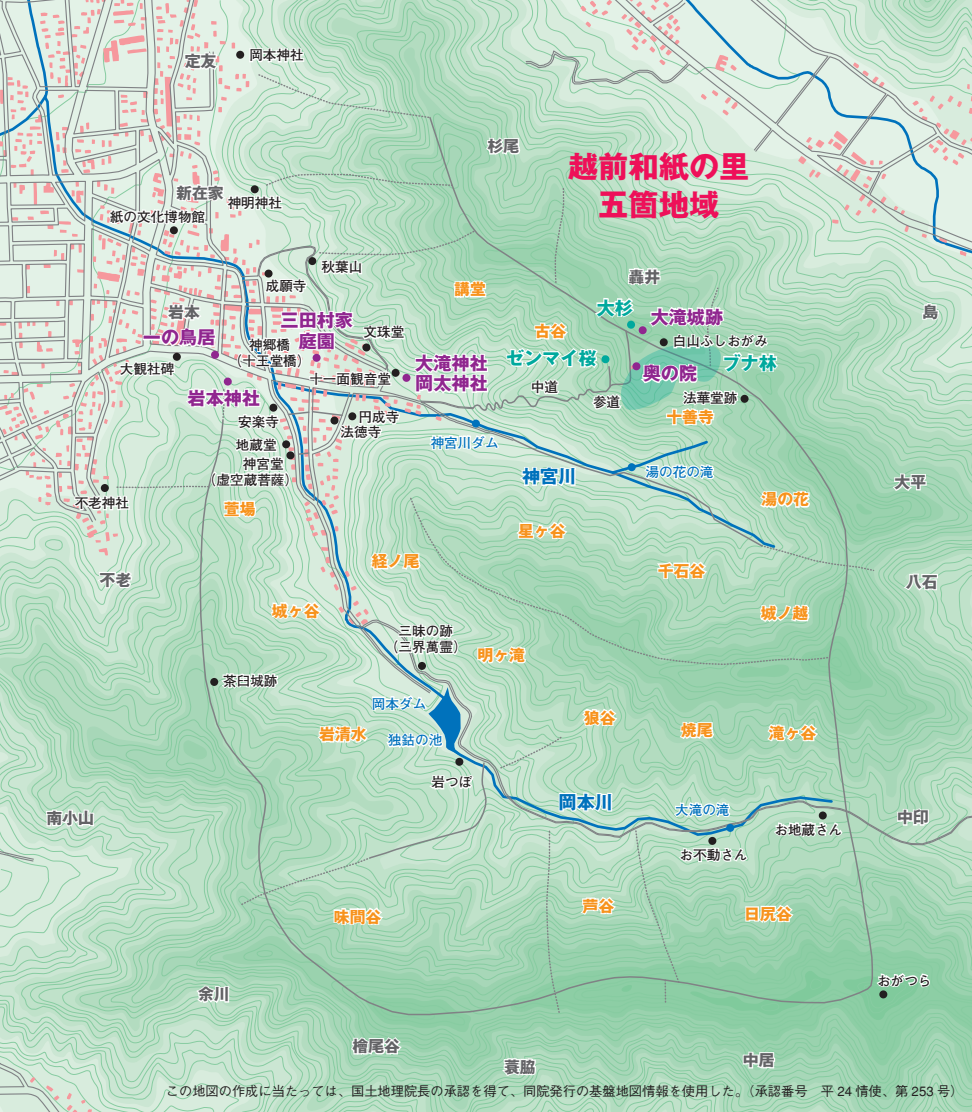 岡本神社
定友
杉尾
越前和紙の里
五箇地域
新在家
神明神社
紙の文化博物館
秋葉山
成願寺
轟井
講堂
大杉
大滝城跡
島
岩本
三田村家
庭園
古谷
一の鳥居
文珠堂
白山ふしおがみ
神郷橋
(十王堂橋)
ゼンマイ桜
ブナ林
大観社碑
大滝神社
岡太神社
十一面観音堂
奥の院
中道
岩本神社
参道
法華堂跡
安楽寺
円成寺
法徳寺
十善寺
地蔵堂
神宮川ダム
神宮堂
(虚空蔵菩薩)
神宮川
湯の花の滝
大平
不老神社
萱場
湯の花
星ヶ谷
経ノ尾
千石谷
不老
八石
城ヶ谷
城ノ越
三昧の跡
(三界萬霊)
明ヶ滝
茶臼城跡
岡本ダム
狼谷
岩清水
独鈷の池
焼尾
滝ヶ谷
岩つぼ
岡本川
大滝の滝
南小山
中印
お地蔵さん
お不動さん
味間谷
芦谷
日尻谷
おがつら
余川
檜尾谷
蓑脇
中居
この地図の作成に当たっては、国土地理院長の承認を得て、同院発行の基盤地図情報を使用した。(承認番号 平 24 情使、第 253 号)